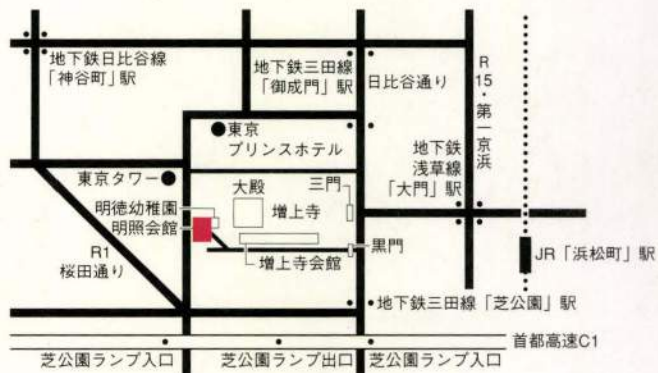 地下鉄日比谷線
「神谷町」駅
地下鉄三田線
「御成門」駅
日比谷通り
R15・第一京浜
東京
プリンスホテル
地下鉄
浅草線
「大門」駅
東京タワー
大殿
三門
明徳幼稚園
増上寺
明照会館
黒門
R1
桜田通り
増上寺会館
JR「浜松町」駅
地下鉄三田線「芝公園」駅
首都高速C1
芝公園ランプ入口
芝公園ランプ出口
芝公園ランプ入口